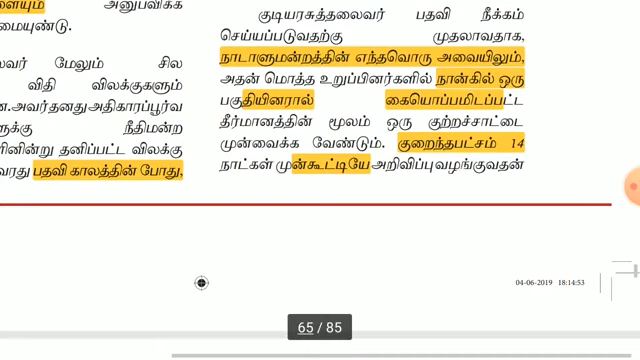 ளையும் அனுபவிக்க
மையுண்டு.
லவர் மேலும் சில
விதி விலக்குகளும்
ன.அவர்தனது அதிகாரப்பூர்வ
ளுக்கு நீதிமன்ற
ரினின்று தனிப்பட்ட விலக்கு
வரது பதவி காலத்தின் போது,
குடியரசுத்தலைவர் பதவி நீக்கம்
செய்யப்படுவதற்கு முதலாவதாக,
நாடாளுமன்றத்தின் எந்தவொரு அவையிலும்,
அதன் மொத்த உறுப்பினர்களில் நான்கில் ஒரு
பகுதியினரால் கையொப்பமிடப்பட்ட
தீர்மானத்தின் மூலம் ஒரு குற்றச்சாட்டை
முன்வைக்க வேண்டும். குறைந்தபட்சம் 14
நாட்கள் முன்கூட்டியே அறிவிப்பு வழங்குவதன்
04-06-2019 18:14:53
65 / 85